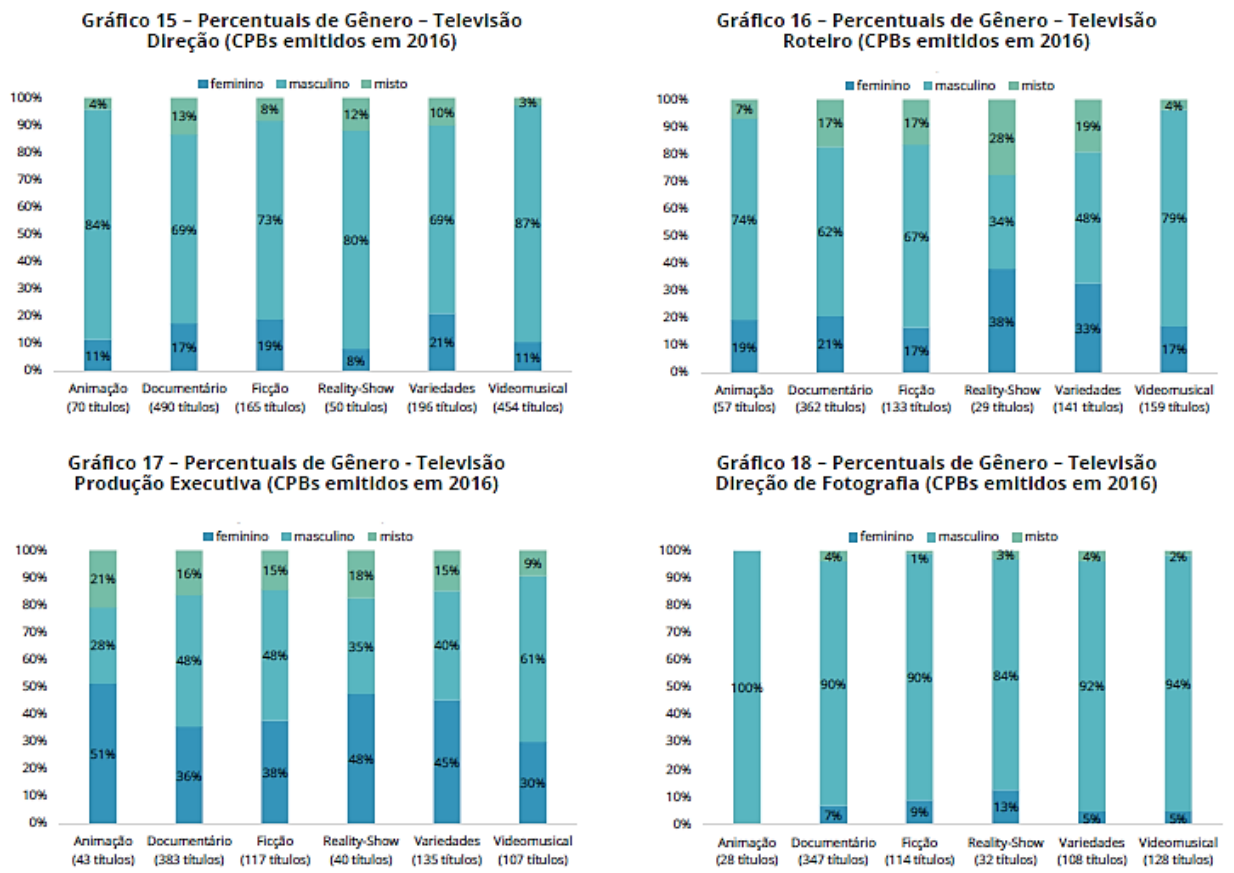 Gráfico 15 – Percentuais de Gênero – Televisão
Direção (CPBs emitidos em 2016)
feminino masculino misto
100%
90%
80%
70%
60%
50%
40%
30%
20%
10%
0%
4% 13% 8% 12% 10% 3%
84% 69% 73% 80% 69% 87%
11% 17% 19% 8% 21% 11%
Animação Documentário Ficção Reality-Show Variedades Videomusical
(70 títulos) (490 títulos) (165 títulos) (50 títulos) (196 títulos) (454 títulos)
Gráfico 16 – Percentuais de Gênero – Televisão
Roteiro (CPBs emitidos em 2016)
feminino masculino misto
100%
90%
80%
70%
60%
50%
40%
30%
20%
10%
0%
7% 17% 17% 28% 19% 4%
74% 62% 67% 34% 48% 79%
19% 21% 17% 38% 33% 17%
Animação Documentário Ficção Reality-Show Variedades Videomusical
(57 títulos) (362 títulos) (133 títulos) (29 títulos) (141 títulos) (159 títulos)
Gráfico 17 – Percentuais de Gênero - Televisão
Produção Executiva (CPBs emitidos em 2016)
feminino masculino misto
100%
90%
80%
70%
60%
50%
40%
30%
20%
10%
0%
21% 16% 15% 18% 15% 9%
28% 48% 48% 35% 40% 61%
51% 36% 38% 48% 45% 30%
Animação Documentário Ficção Reality-Show Variedades Videomusical
(43 títulos) (383 títulos) (117 títulos) (40 títulos) (135 títulos) (107 títulos)
Gráfico 18 – Percentuais de Gênero – Televisão
Direção de Fotografia (CPBs emitidos em 2016)
feminino masculino misto
100%
90%
80%
70%
60%
50%
40%
30%
20%
10%
0%
4% 1% 3% 4% 2%
100% 90% 90% 84% 92% 94%
7% 9% 13% 5% 5%
Animação Documentário Ficção Reality-Show Variedades Videomusical
(28 títulos) (347 títulos) (114 títulos) (32 títulos) (108 títulos) (128 títulos)